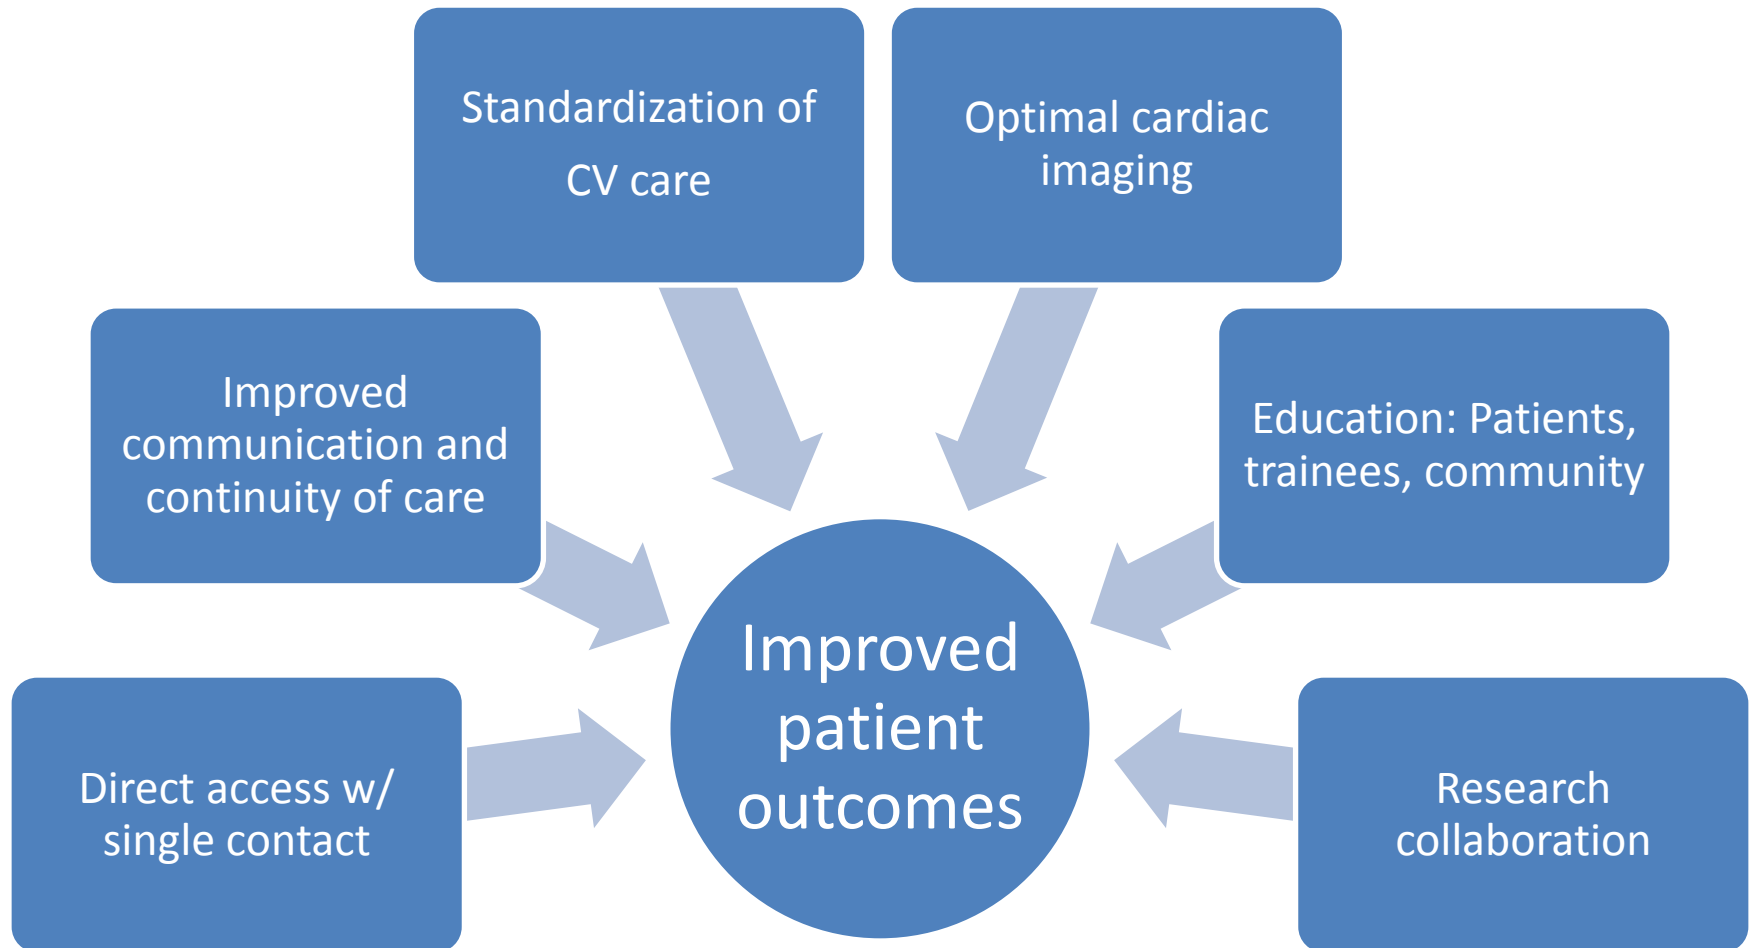 Standardization of
CV care
Optimal cardiac
imaging
Improved
communication and
continuity of care
Education: Patients,
trainees, community
Improved
patient
outcomes
Direct access w/
single contact
Research
collaboration